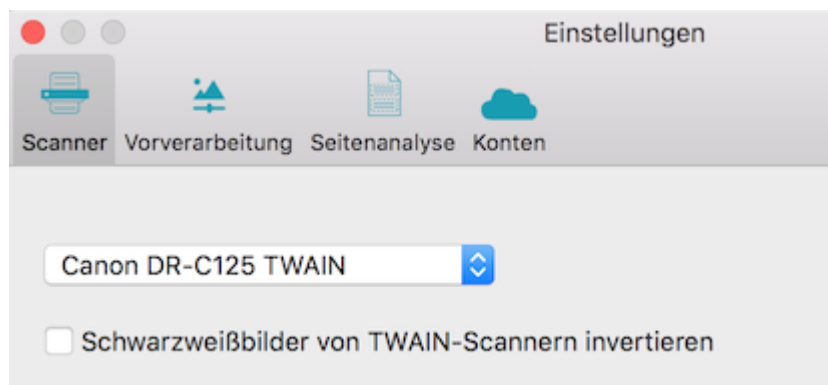 Einstellungen
Scanner Vorverarbeitung Seitenanalyse Konten
Canon DR-C125 TWAIN
Schwarzweißbilder von TWAIN-Scannern invertieren